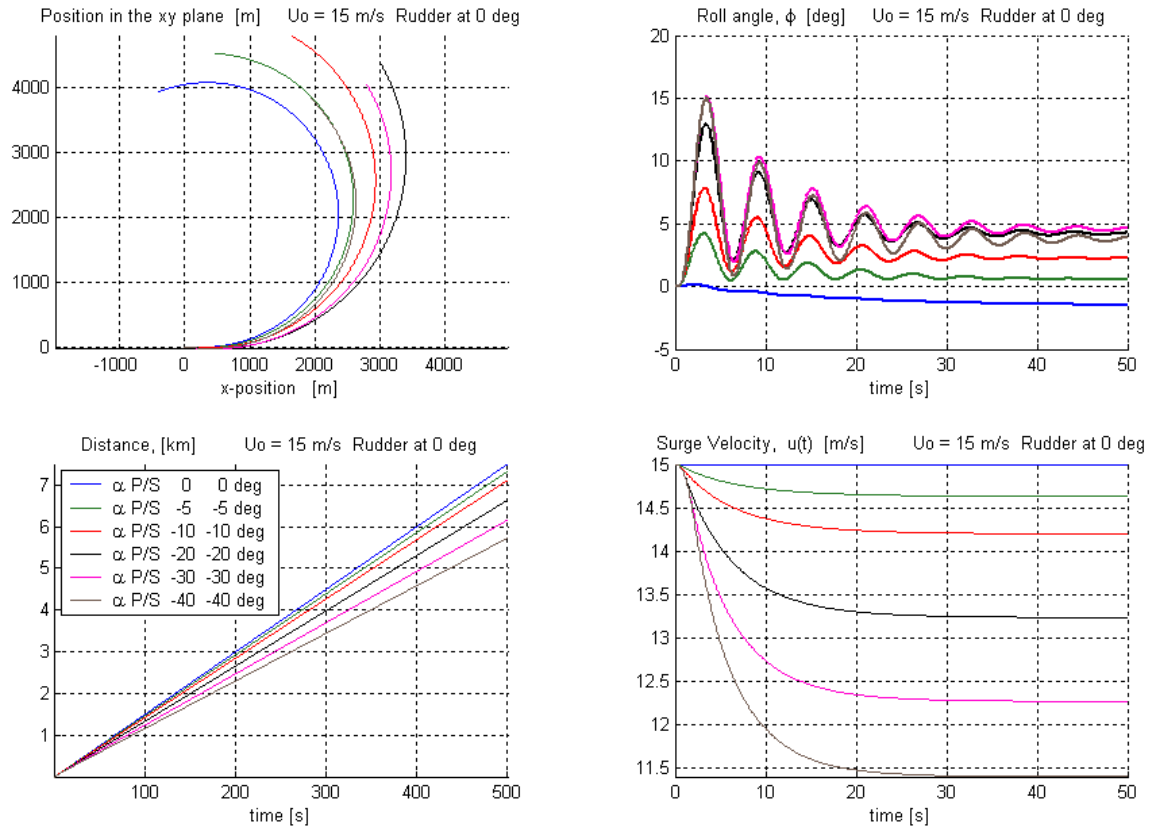 Position in the xy plane [m] Uo = 15 m/s Rudder at 0 deg
4000
3000
2000
1000
0
-1000 0 1000 2000 3000 4000
x-position [m]
Roll angle, ϕ [deg] Uo = 15 m/s Rudder at 0 deg
20
15
10
5
0
-5
0 10 20 30 40 50
time [s]
Distance, [km] Uo = 15 m/s Rudder at 0 deg
7
6
5
4
3
2
1
α P/S 0 0 deg
α P/S -5 -5 deg
α P/S -10 -10 deg
α P/S -20 -20 deg
α P/S -30 -30 deg
α P/S -40 -40 deg
100 200 300 400 500
time [s]
Surge Velocity, u(t) [m/s] Uo = 15 m/s Rudder at 0 deg
15
14.5
14
13.5
13
12.5
12
11.5
0 10 20 30 40 50
time [s]